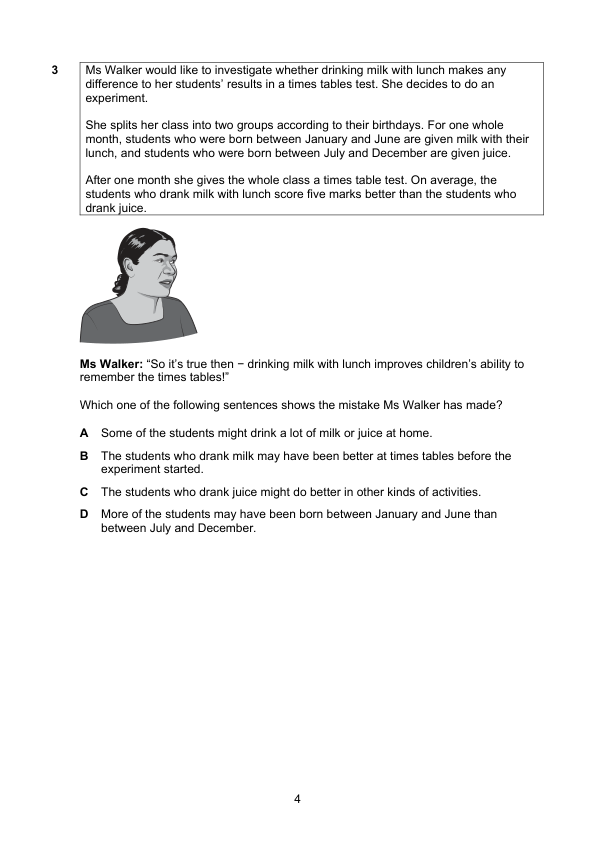 3
Ms Walker would like to investigate whether drinking milk with lunch makes any
difference to her students’ results in a times tables test. She decides to do an
experiment.
She splits her class into two groups according to their birthdays. For one whole
month, students who were born between January and June are given milk with their
lunch, and students who were born between July and December are given juice.
After one month she gives the whole class a times table test. On average, the
students who drank milk with lunch score five marks better than the students who
drank juice.
Ms Walker: “So it’s true then − drinking milk with lunch improves children’s ability to
remember the times tables!”
Which one of the following sentences shows the mistake Ms Walker has made?
A Some of the students might drink a lot of milk or juice at home.
B The students who drank milk may have been better at times tables before the
experiment started.
C The students who drank juice might do better in other kinds of activities.
D More of the students may have been born between January and June than
between July and December.
4